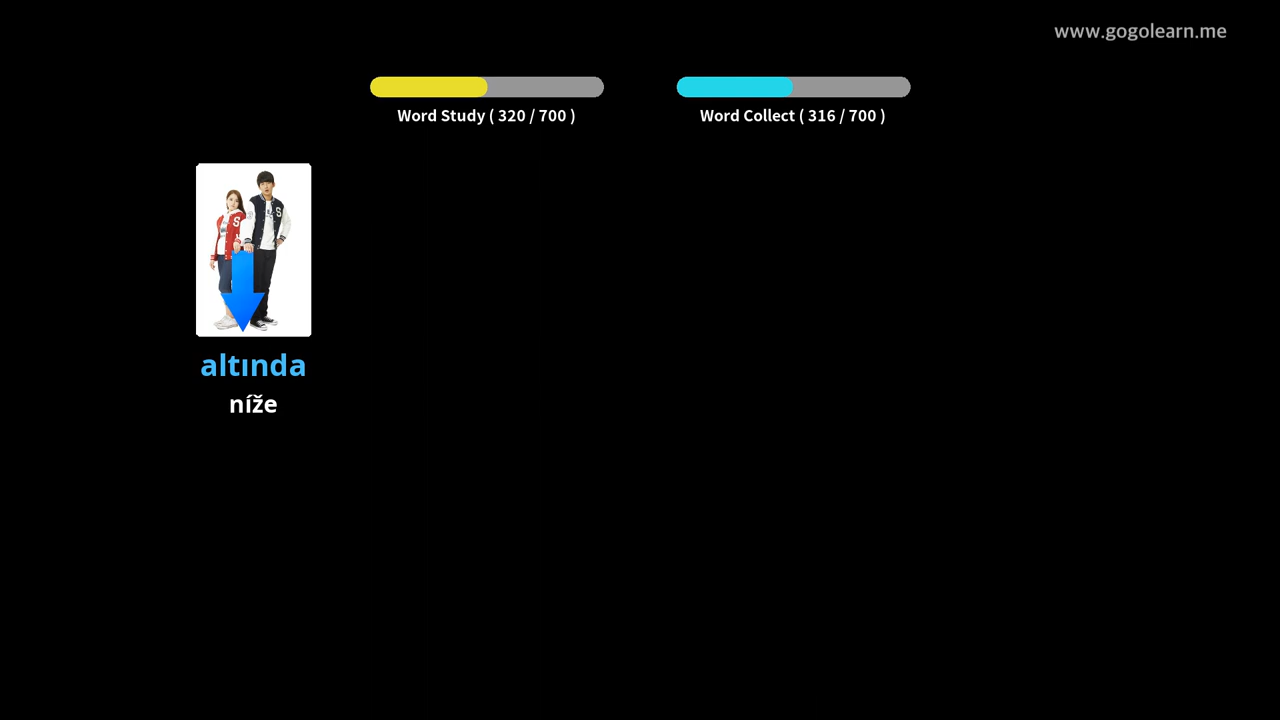 www.gogolearn.me
Word Study ( 320 / 700 )
Word Collect ( 316 / 700 )
S
S
altında
níže